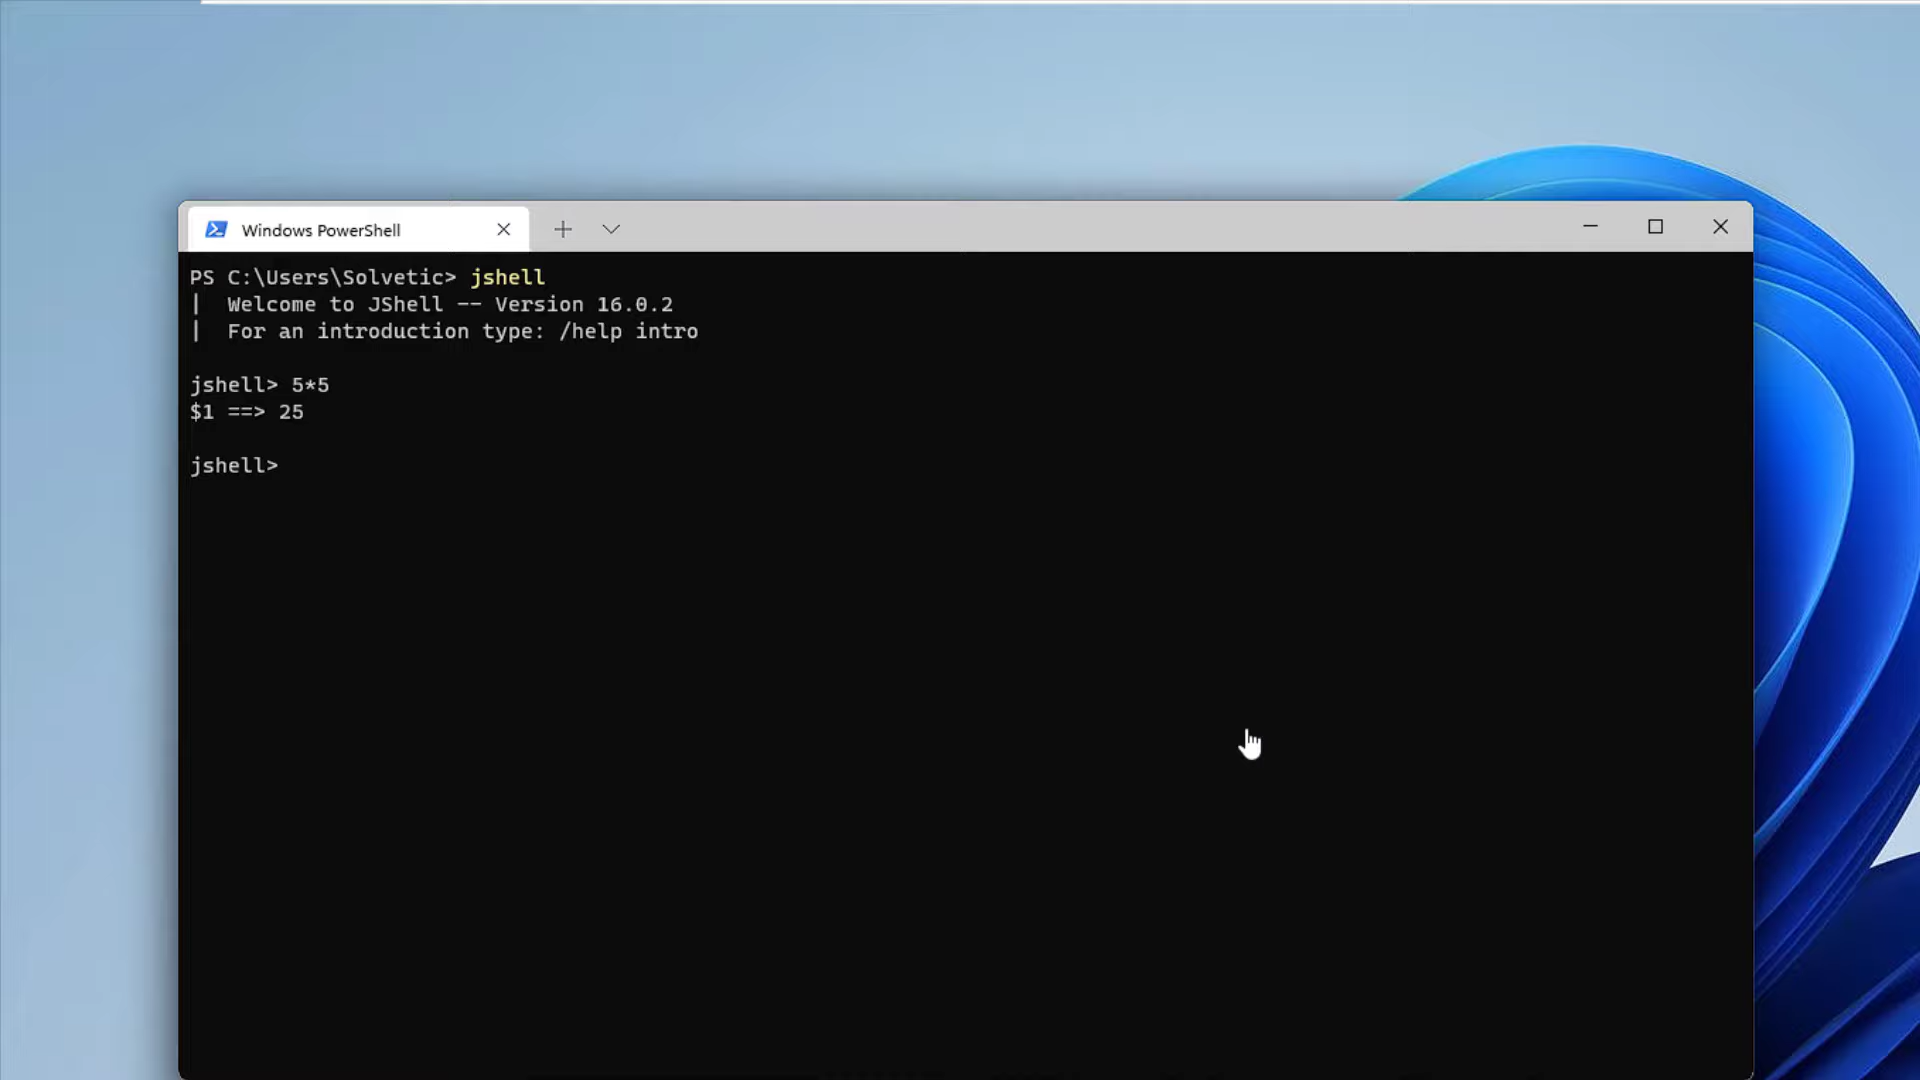 Windows PowerShell
PS C:\Users\Solvetic> jshell
|  Welcome to JShell -- Version 16.0.2
|  For an introduction type: /help intro
jshell> 5*5
$1 ==> 25
jshell>